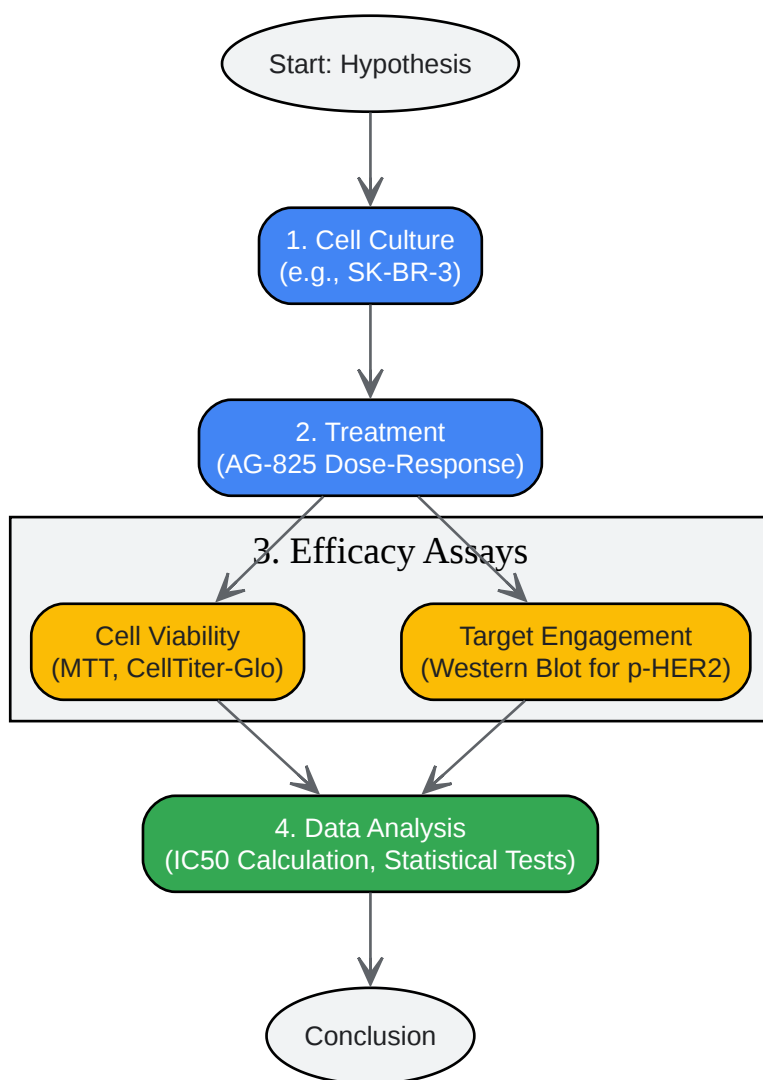 Start: Hypothesis
1. Cell Culture
(e.g., SK-BR-3)
2. Treatment
(AG-825 Dose-Response)
3. Efficacy Assays
Cell Viability
(MTT, CellTiter-Glo)
Target Engagement
(Western Blot for p-HER2)
4. Data Analysis
(IC50 Calculation, Statistical Tests)
Conclusion